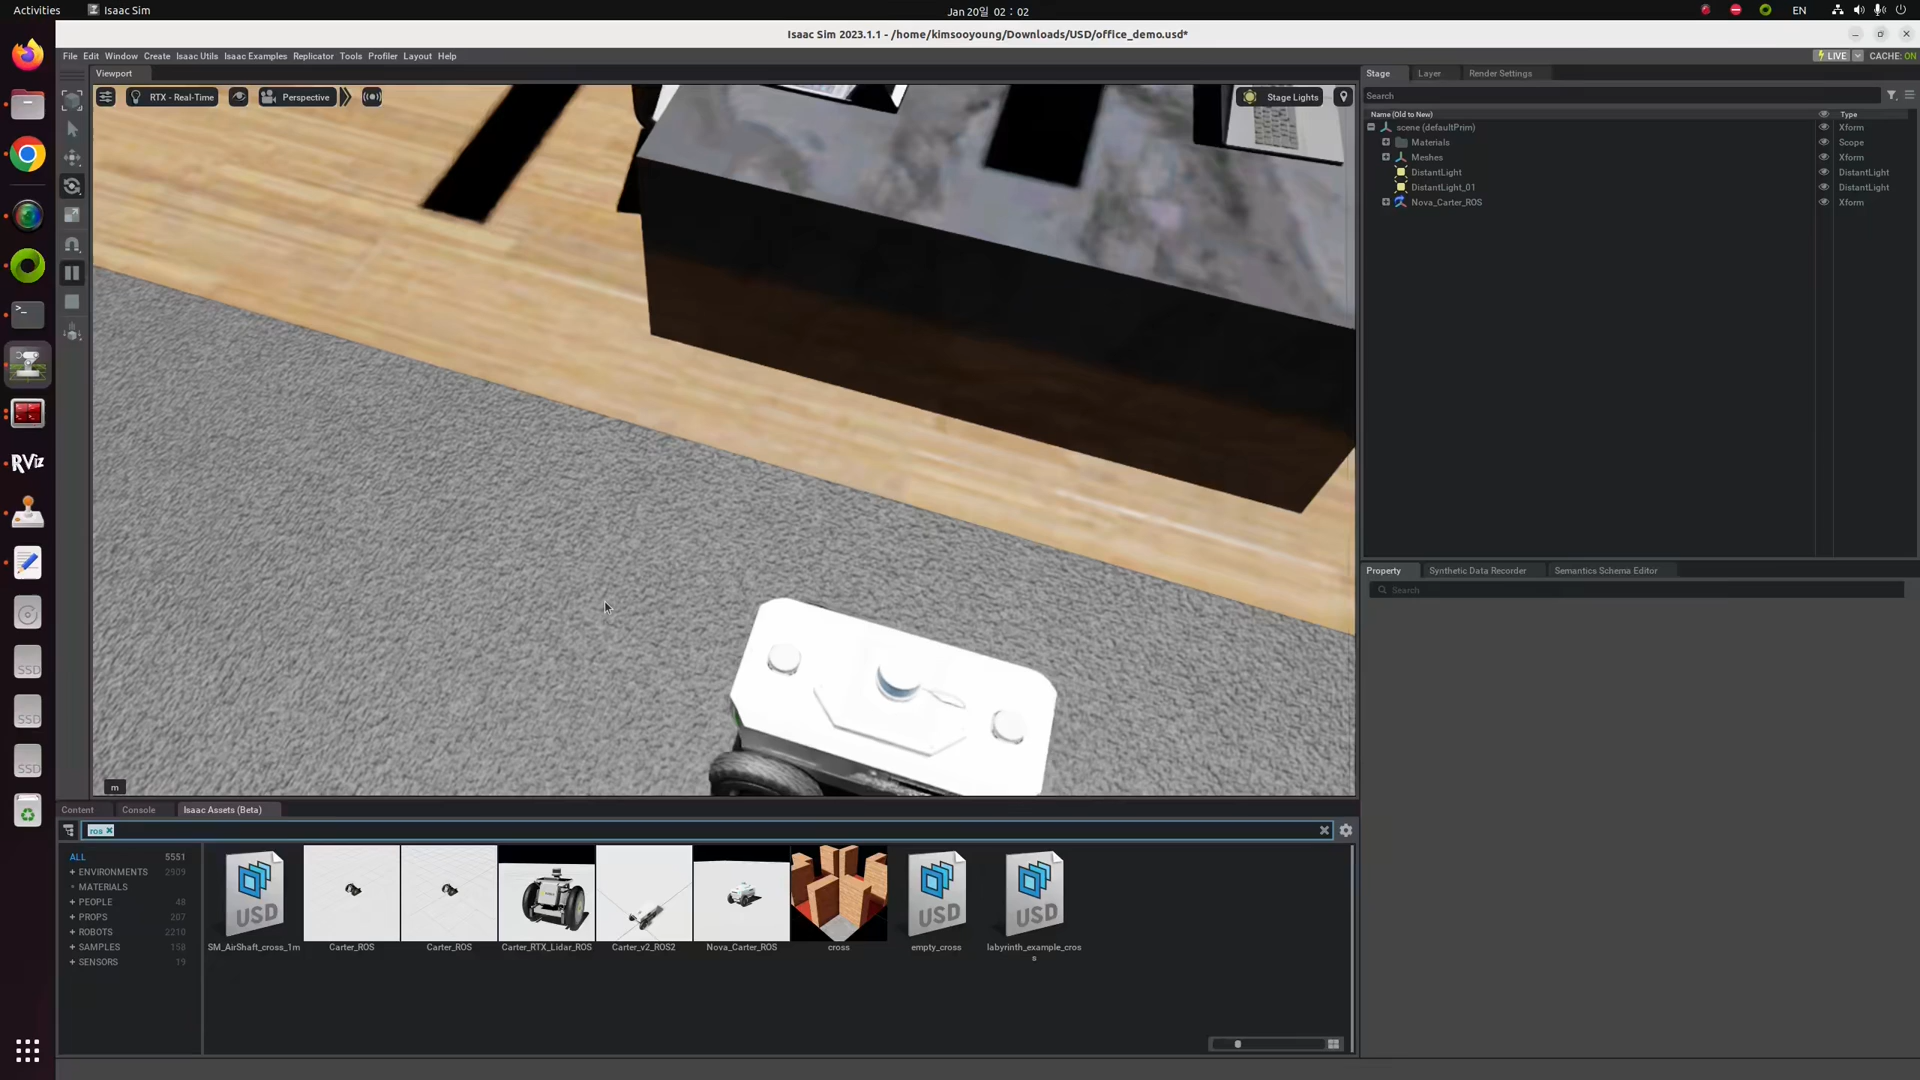 Activities
Isaac Sim
Jan 20일 02 : 02
EN
Isaac Sim 2023.1.1 - /home/kimsooyoung/Downloads/USD/office_demo.usd*
File Edit Window Create Isaac Utils Isaac Examples Replicator Tools Profiler Layout Help
LIVE
CACHE: ON
Viewport
RTX - Real-Time
Perspective
Stage Lights
Stage
Layer
Render Settings
Search
Name (Old to New)
Type
scene (defaultPrim)
Xform
Materials
Scope
Meshes
Xform
DistantLight
DistantLight
DistantLight_01
DistantLight
Nova_Carter_ROS
Xform
RViz
SSD
SSD
SSD
m
Property
Synthetic Data Recorder
Semantics Schema Editor
Search
Content
Console
Isaac Assets (Beta)
ros
ALL 5551
+ ENVIRONMENTS 2909
MATERIALS
+ PEOPLE 48
+ PROPS 207
+ ROBOTS 2210
+ SAMPLES 158
+ SENSORS 19
USD
USD
USD
SM_AirShaft_cross_1m
Carter_ROS
Carter_ROS
Carter_RTX_Lidar_ROS
Carter_v2_ROS2
Nova_Carter_ROS
cross
empty_cross
labyrinth_example_cros
s